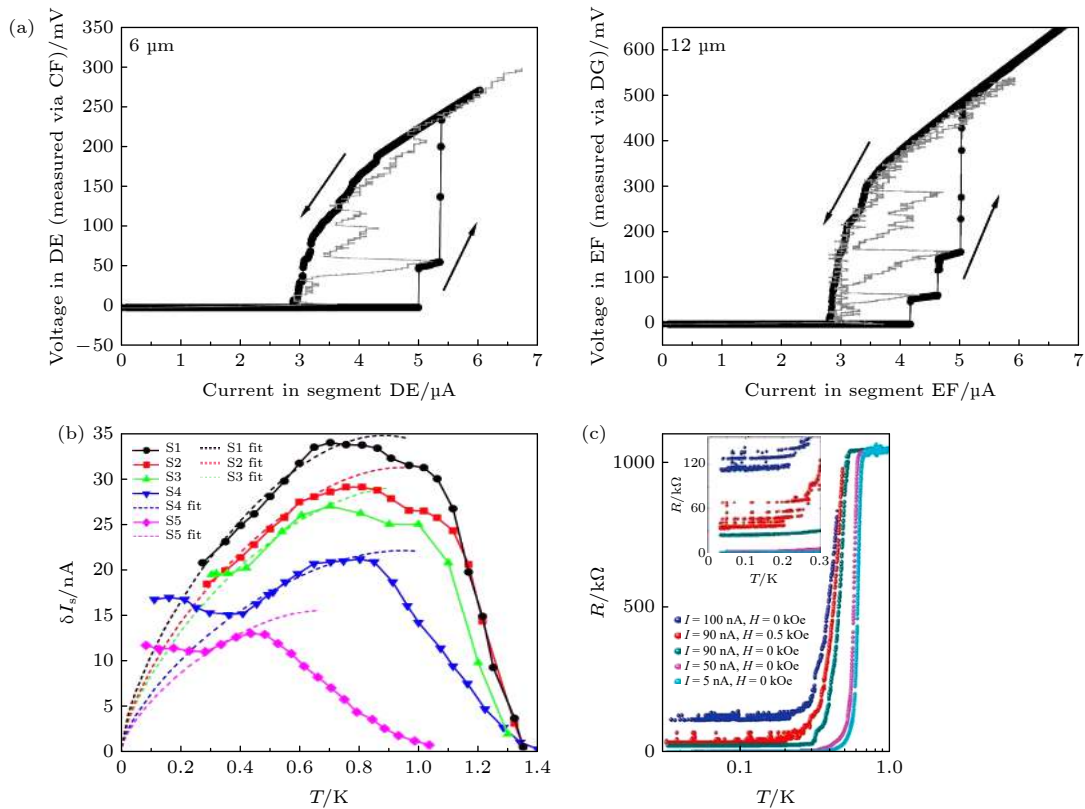 (a)
Voltage in DE (measured via CF)/mV
350
300
250
200
150
100
50
0
−50
6 µm
0 1 2 3 4 5 6 7
Current in segment DE/µA
Voltage in EF (measured via DG)/mV
600
500
400
300
200
100
0
12 µm
0 1 2 3 4 5 6 7
Current in segment EF/µA
(b)
δIs/nA
35
30
25
20
15
10
5
0
S1 S1 fit
S2 S2 fit
S3 S3 fit
S4
S4 fit
S5
S5 fit
0 0.2 0.4 0.6 0.8 1.0 1.2 1.4
T/K
(c)
R/kΩ
1000
500
0
R/kΩ
120
60
0
0 0.1 0.2 0.3
T/K
I = 100 nA, H = 0 kOe
I = 90 nA, H = 0.5 kOe
I = 90 nA, H = 0 kOe
I = 50 nA, H = 0 kOe
I = 5 nA, H = 0 kOe
0.1 1.0
T/K